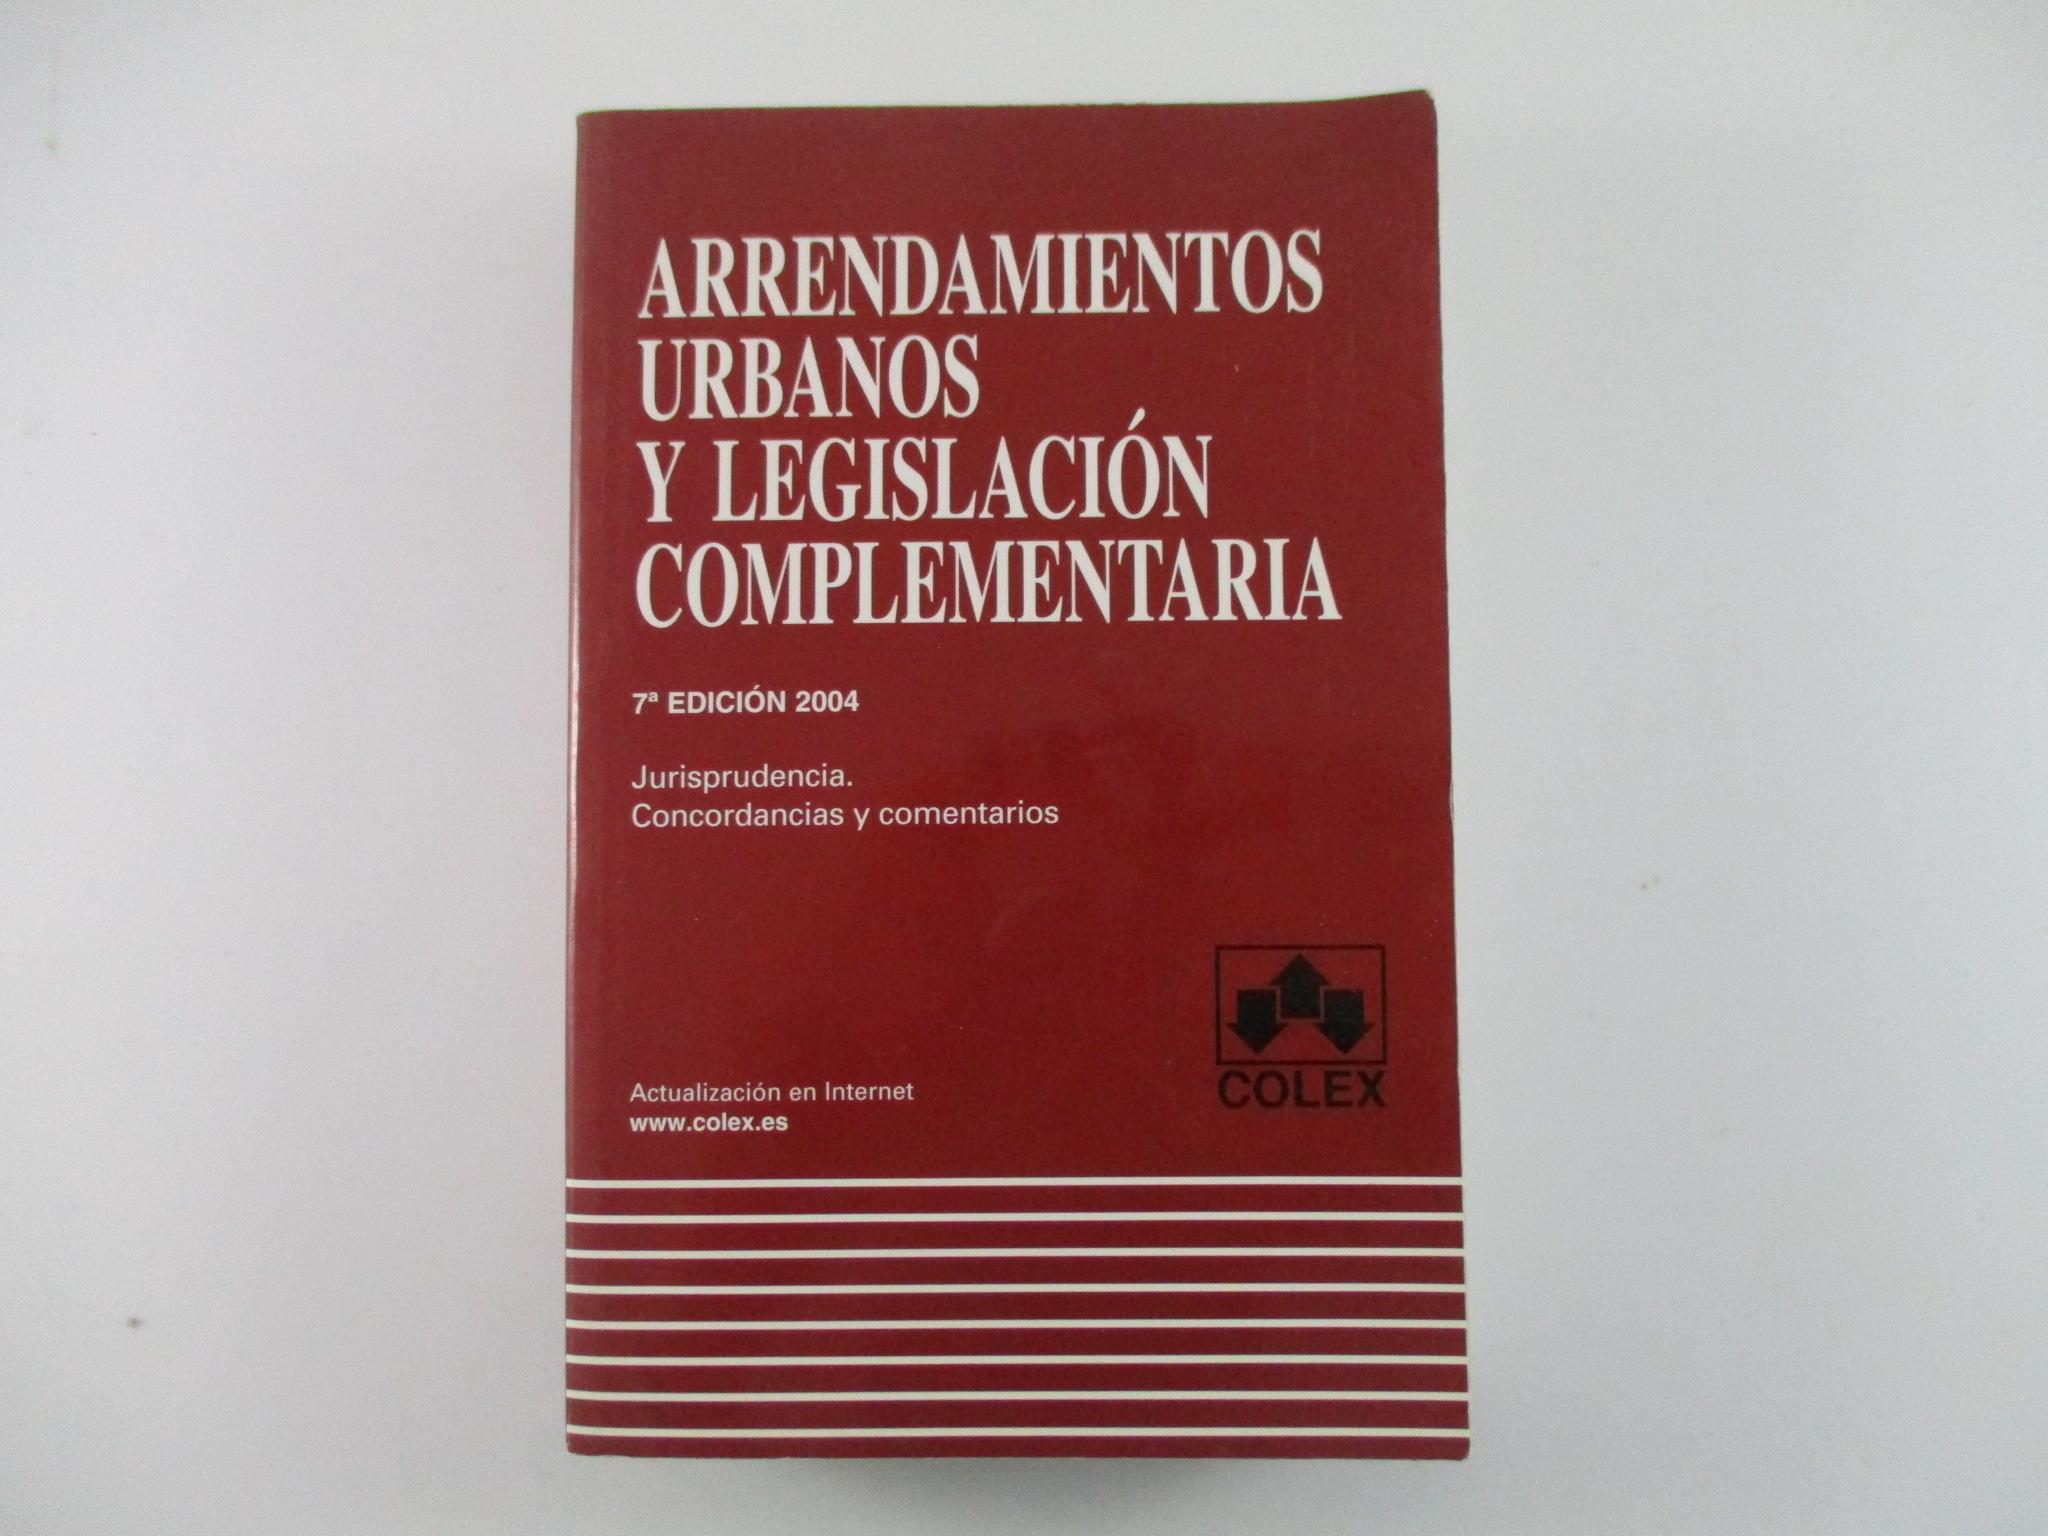 ARRENDAMIENTOS
URBANOS
Y LEGISLACIÓN
COMPLEMENTARIA
7ª EDICIÓN 2004
Jurisprudencia.
Concordancias y comentarios
COLEX
Actualización en Internet
www.colex.es